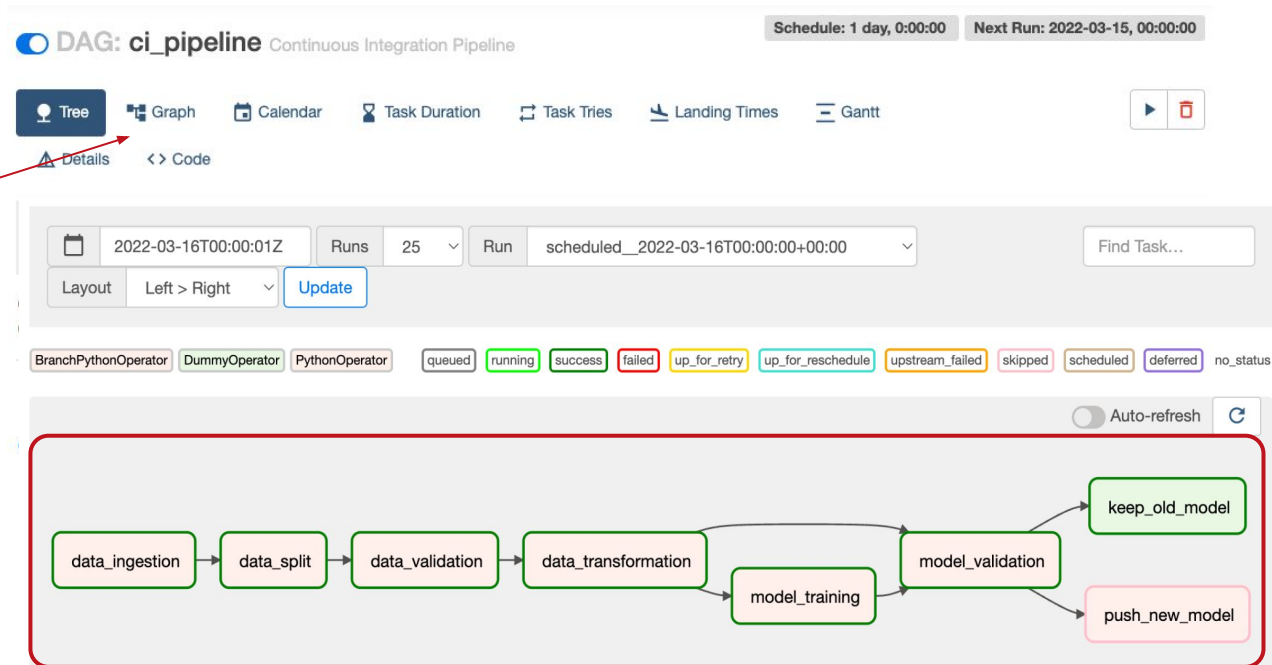 DAG: ci_pipeline Continuous Integration Pipeline
Schedule: 1 day, 0:00:00 Next Run: 2022-03-15, 00:00:00
Tree Graph Calendar Task Duration Task Tries Landing Times Gantt
Details <> Code
2022-03-16T00:00:01Z Runs 25 Run scheduled__2022-03-16T00:00:00+00:00 Find Task...
Layout Left > Right Update
BranchPythonOperator DummyOperator PythonOperator queued running success failed up_for_retry up_for_reschedule upstream_failed skipped scheduled deferred no_status
Auto-refresh
keep_old_model
data_ingestion data_split data_validation data_transformation model_validation
model_training
push_new_model